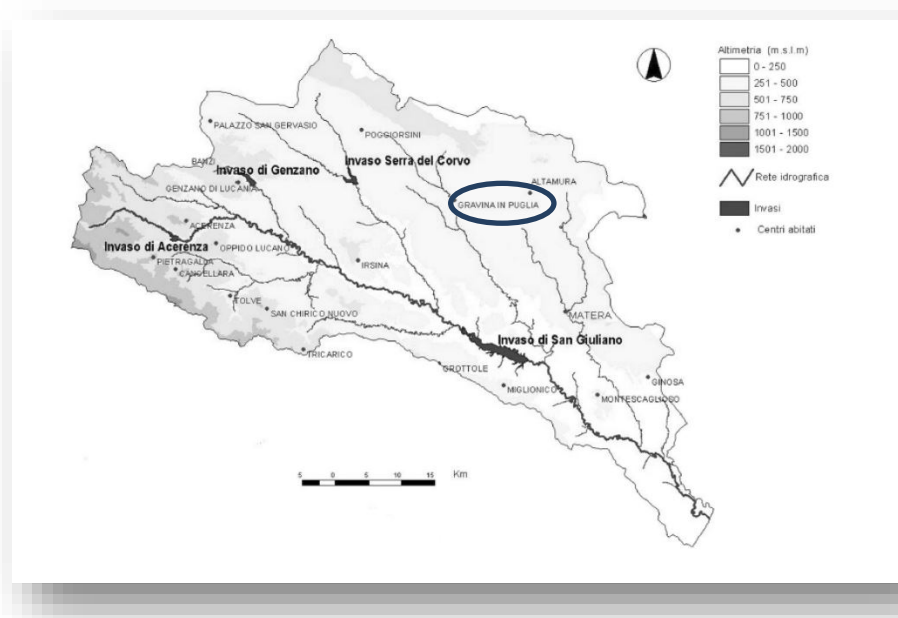 Altimetria (m.s.l.m)
0 - 250
251 - 500
501 - 750
751 - 1000
1001 - 1500
1501 - 2000
Rete idrografica
Invasi
Centri abitati
PALAZZO SAN GERVASIO
POGGIORSINI
BANZI
Invaso di Genzano
Invaso Serra del Corvo
GENZANO DI LUCANIA
ALTAMURA
GRAVINA IN PUGLIA
ACERENZA
Invaso di Acerenza
OPPIDO LUCANO
PIETRAGALLA
CANCELLARA
IRSINA
TOLVE
SAN CHIRICO NUOVO
MATERA
Invaso di San Giuliano
TRICARICO
GROTTOLE
MIGLIONICO
GINOSA
MONTESCAGLIOSO
5 0 5 10 15 Km